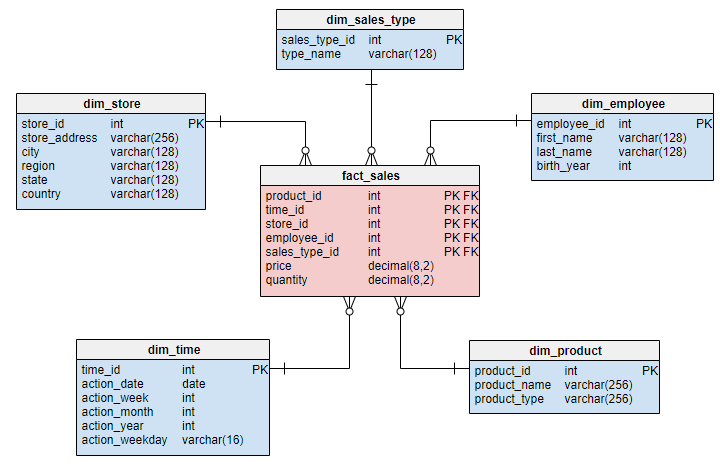 dim_sales_type
sales_type_id int PK
type_name varchar(128)
dim_store
store_id int PK
store_address varchar(256)
city varchar(128)
region varchar(128)
state varchar(128)
country varchar(128)
dim_employee
employee_id int PK
first_name varchar(128)
last_name varchar(128)
birth_year int
fact_sales
product_id int PK FK
time_id int PK FK
store_id int PK FK
employee_id int PK FK
sales_type_id int PK FK
price decimal(8,2)
quantity decimal(8,2)
dim_time
time_id int PK
action_date date
action_week int
action_month int
action_year int
action_weekday varchar(16)
dim_product
product_id int PK
product_name varchar(256)
product_type varchar(256)